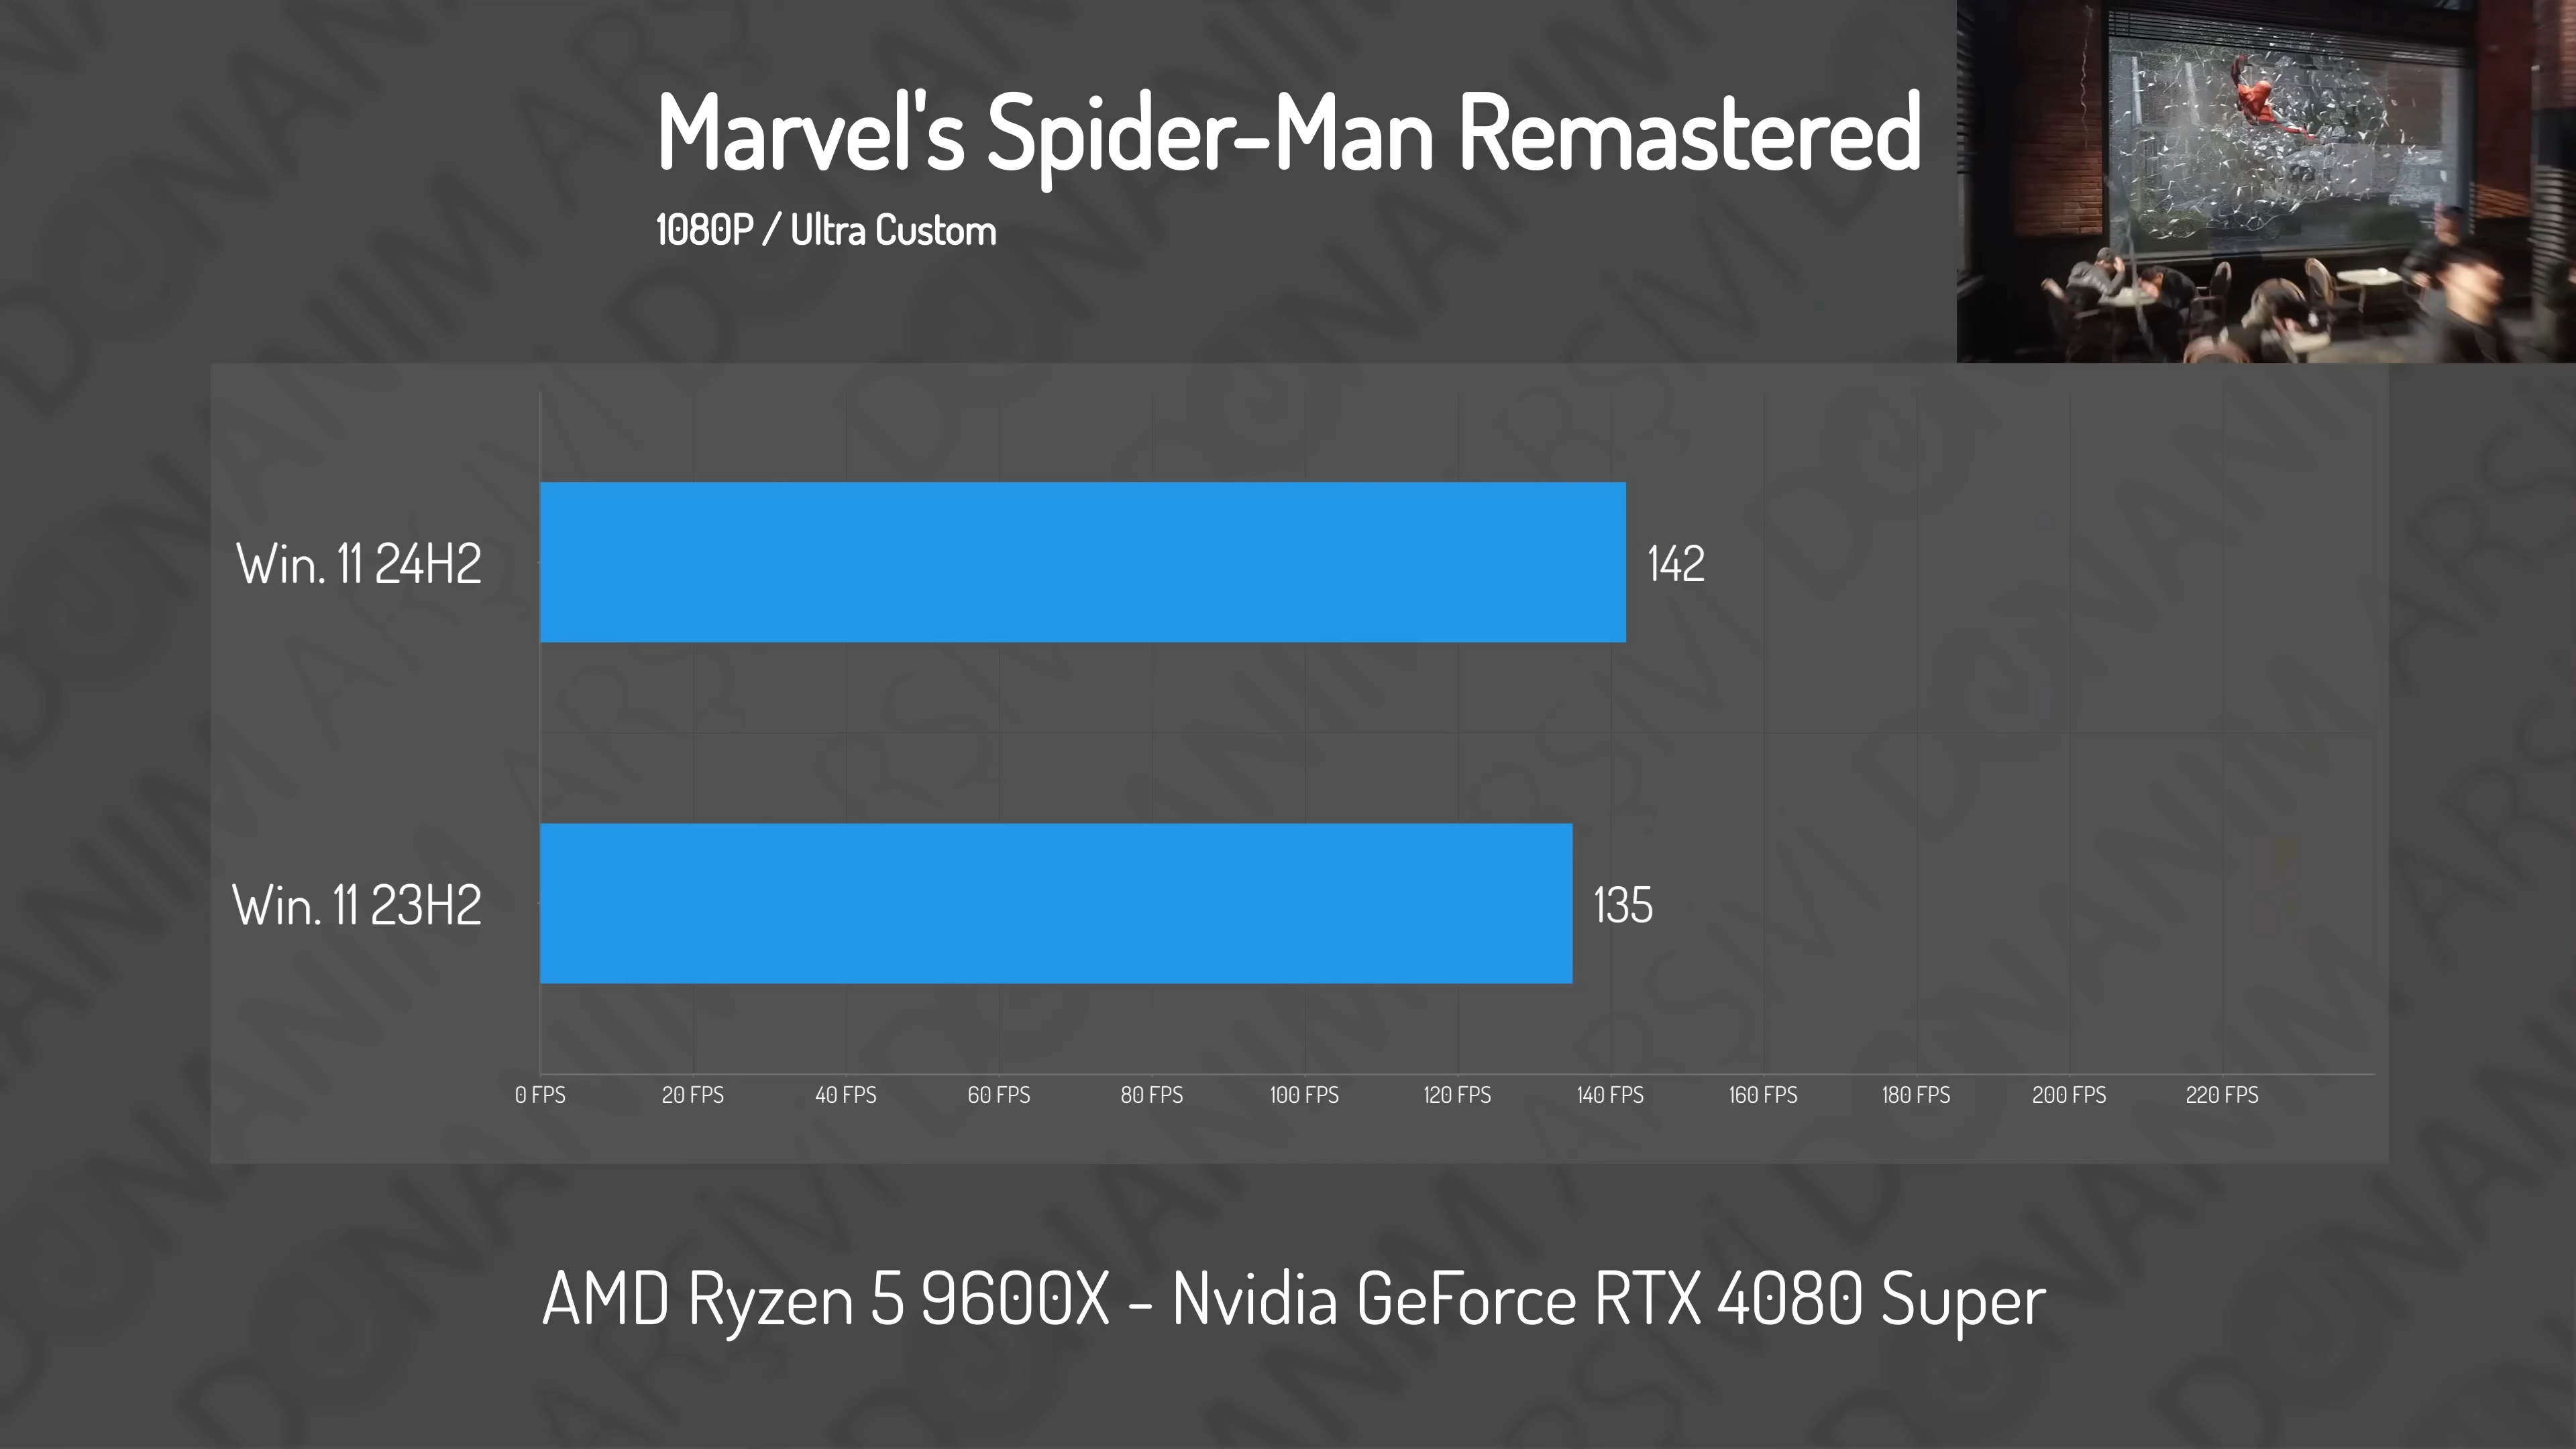 Marvel's Spider-Man Remastered
1080P / Ultra Custom
Win. 11 24H2
142
Win. 11 23H2
135
0 FPS 20 FPS 40 FPS 60 FPS 80 FPS 100 FPS 120 FPS 140 FPS 160 FPS 180 FPS 200 FPS 220 FPS
AMD Ryzen 5 9600X - Nvidia GeForce RTX 4080 Super